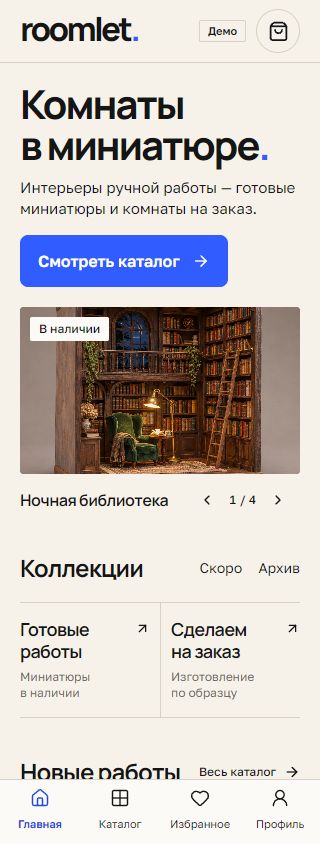 roomlet.
Демо
Комнаты
в миниатюре.
Интерьеры ручной работы — готовые
миниатюры и комнаты на заказ.
Смотреть каталог
В наличии
Ночная библиотека
1 / 4
Коллекции
Скоро
Архив
Готовые
работы
Миниатюры
в наличии
Сделаем
на заказ
Изготовление
по образцу
Новые работы
Весь каталог
Главная
Каталог
Избранное
Профиль